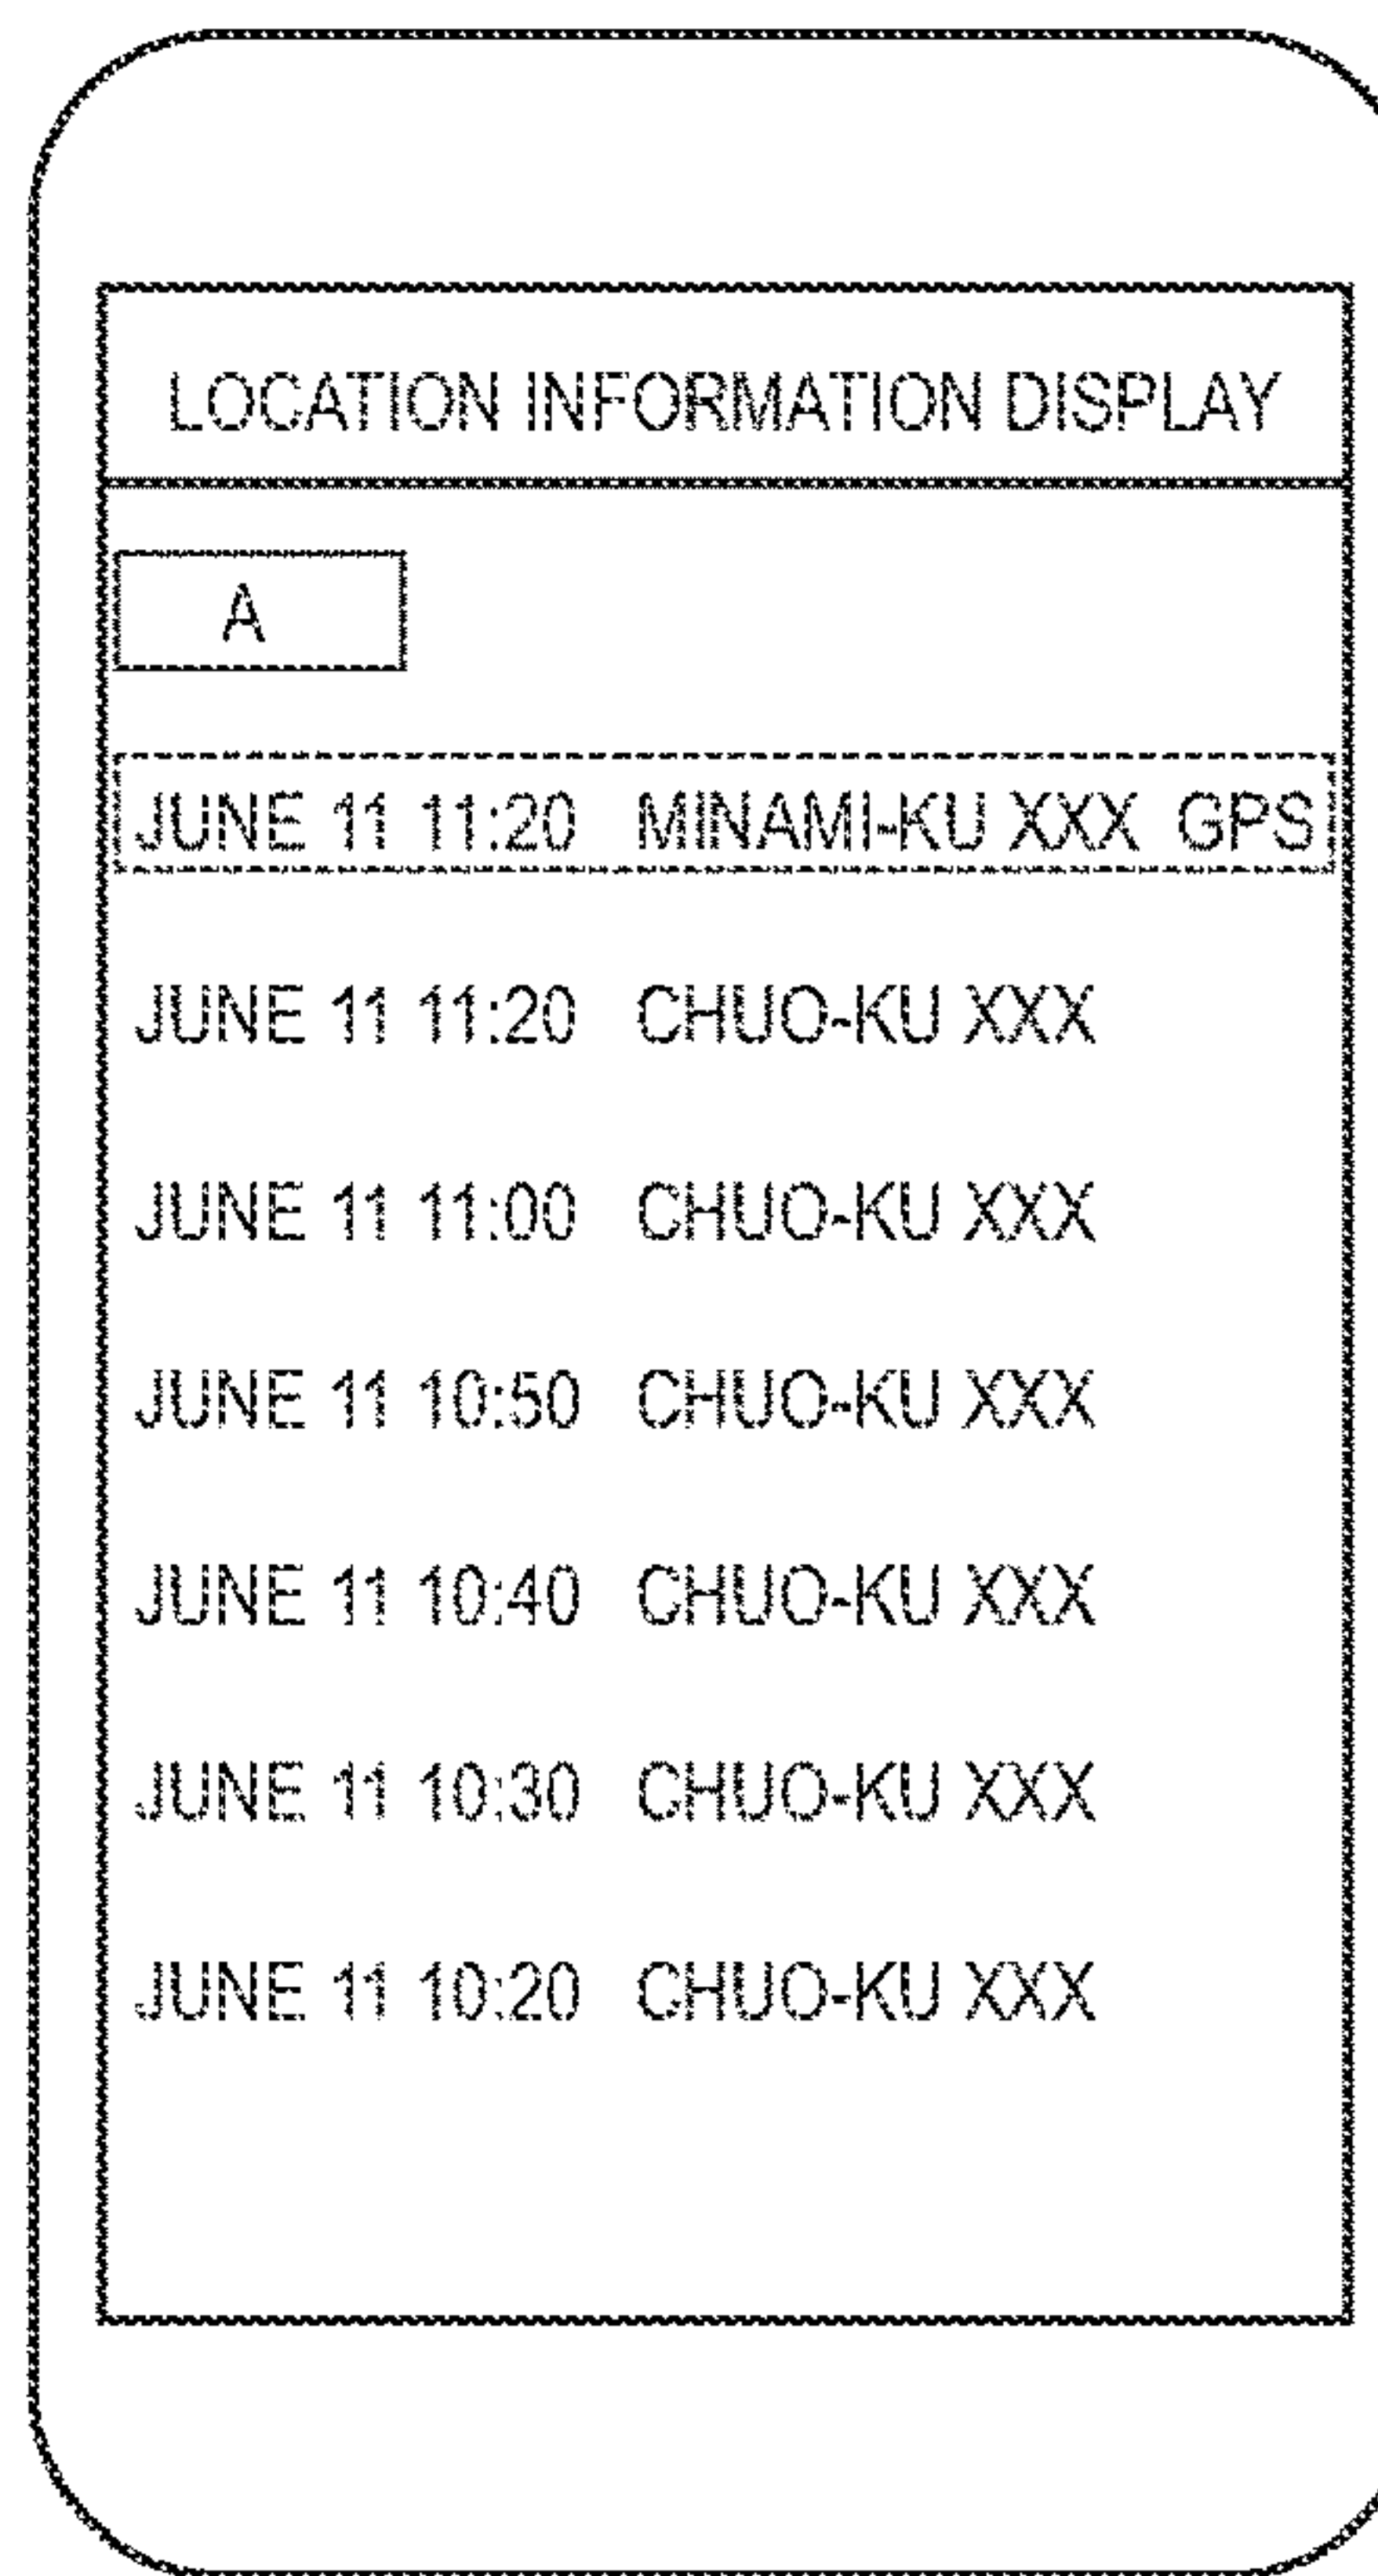 LOCATION INFORMATION DISPLAY
A
JUNE 11 11:20 MINAMI-KU XXX GPS
JUNE 11 11:20 CHUO-KU XXX
JUNE 11 11:00 CHUO-KU XXX
JUNE 11 10:50 CHUO-KU XXX
JUNE 11 10:40 CHUO-KU XXX
JUNE 11 10:30 CHUO-KU XXX
JUNE 11 10:20 CHUO-KU XXX